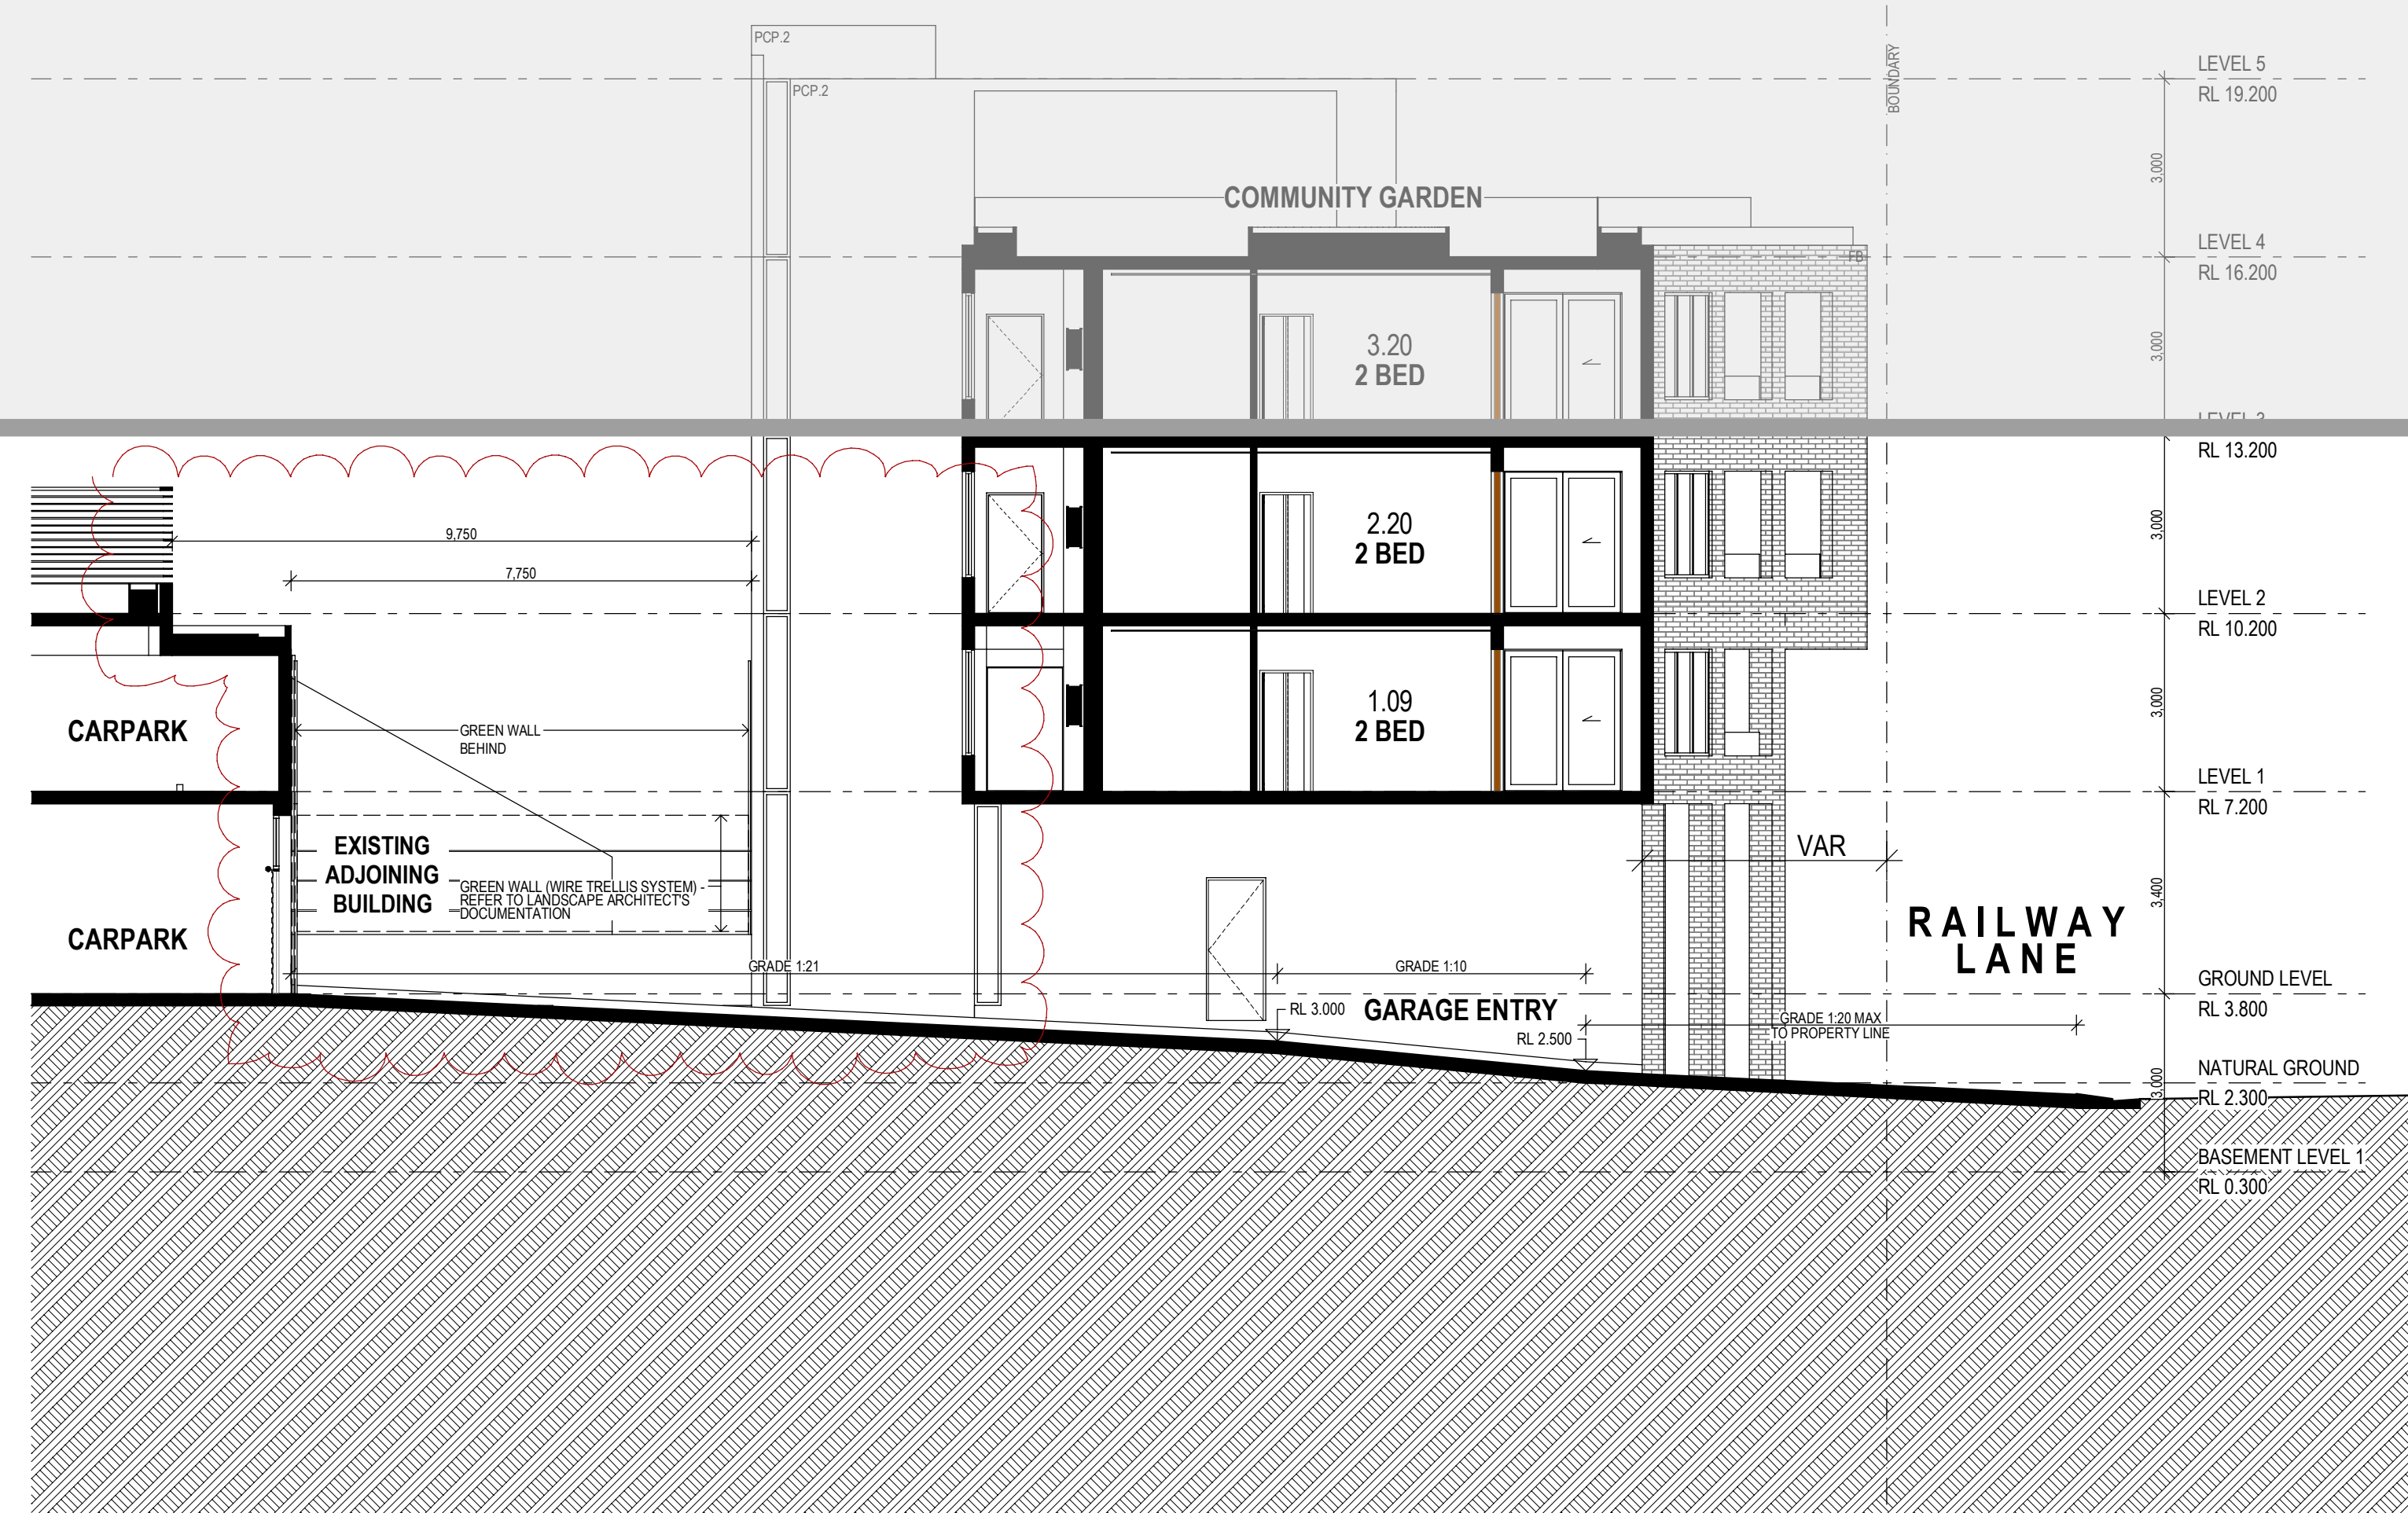 PCP.2
PCP.2
BOUNDARY
LEVEL 5
RL 19.200
3,000
COMMUNITY GARDEN
LEVEL 4
RL 16.200
FB
3,000
3.20
2 BED
LEVEL 3
RL 13.200
9,750
7,750
2.20
2 BED
3,000
LEVEL 2
RL 10.200
CARPARK
GREEN WALL
BEHIND
1.09
2 BED
3,000
LEVEL 1
RL 7.200
EXISTING
ADJOINING
BUILDING
GREEN WALL (WIRE TRELLIS SYSTEM) -
REFER TO LANDSCAPE ARCHITECT'S
DOCUMENTATION
VAR
3,400
CARPARK
RAILWAY
LANE
GRADE 1:21
GRADE 1:10
GROUND LEVEL
RL 3.800
RL 3.000
GARAGE ENTRY
RL 2.500
GRADE 1:20 MAX
TO PROPERTY LINE
NATURAL GROUND
RL 2.300
3,000
BASEMENT LEVEL 1
RL 0.300